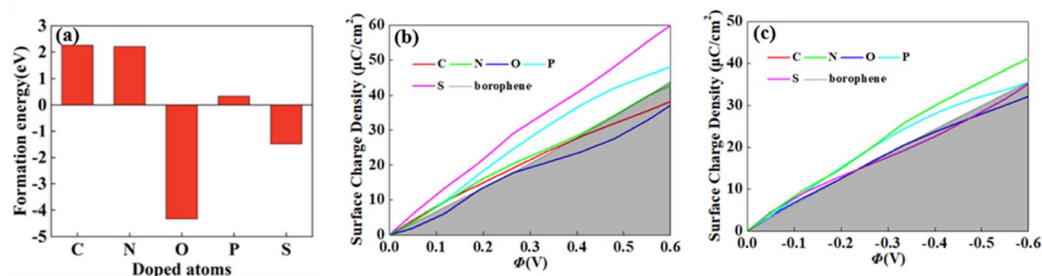 (a)
Formation energy(eV)
3
2
1
0
-1
-2
-3
-4
-5
C N O P S
Doped atoms
(b)
Surface Charge Density (μC/cm²)
60
50
40
30
20
10
0
C N O P
S borophene
0.0 0.1 0.2 0.3 0.4 0.5 0.6
Φ(V)
(c)
Surface Charge Density (μC/cm²)
50
40
30
20
10
0
C N O P
S borophene
0.0 -0.1 -0.2 -0.3 -0.4 -0.5 -0.6
Φ(V)